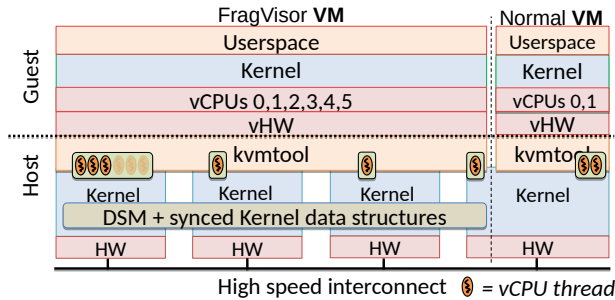 FragVisor VM
Normal VM
Guest
Userspace
Userspace
Kernel
Kernel
vCPUs 0,1,2,3,4,5
vCPUs 0,1
vHW
vHW
Host
kvmtool
kvmtool
Kernel
Kernel
Kernel
Kernel
DSM + synced Kernel data structures
HW
HW
HW
HW
High speed interconnect
= vCPU thread